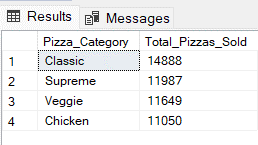 Results Messages
Pizza_Category Total_Pizzas_Sold
1 Classic 14888
2 Supreme 11987
3 Veggie 11649
4 Chicken 11050